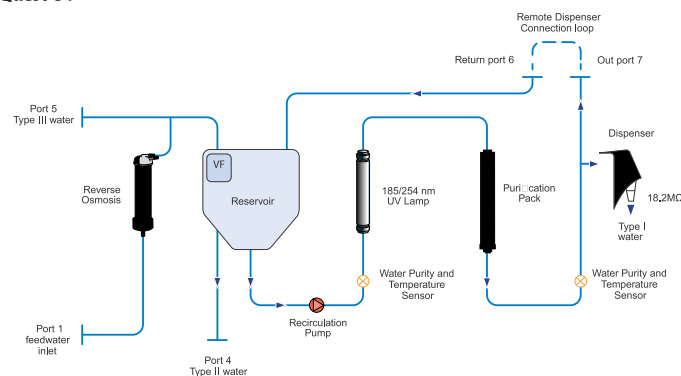 Remote Dispenser
Connection loop
Return port 6
Out port 7
Port 5
Type III water
Dispenser
VF
Reverse
Osmosis
Reservoir
185/254 nm
UV Lamp
Puri□cation
Pack
18.2MΩ
Type I
water
Water Purity and
Temperature
Sensor
Water Purity and
Temperature
Sensor
Port 1
feedwater
inlet
Recirculation
Pump
Port 4
Type II water